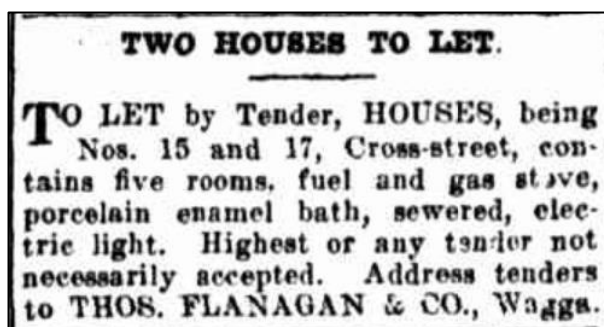 TWO HOUSES TO LET.
TO LET by Tender, HOUSES, being
Nos. 15 and 17, Cross-street, con-
tains five rooms, fuel and gas stove,
porcelain enamel bath, sewered, elec-
tric light. Highest or any tender not
necessarily accepted. Address tenders
to THOS. FLANAGAN & CO., Wagga.